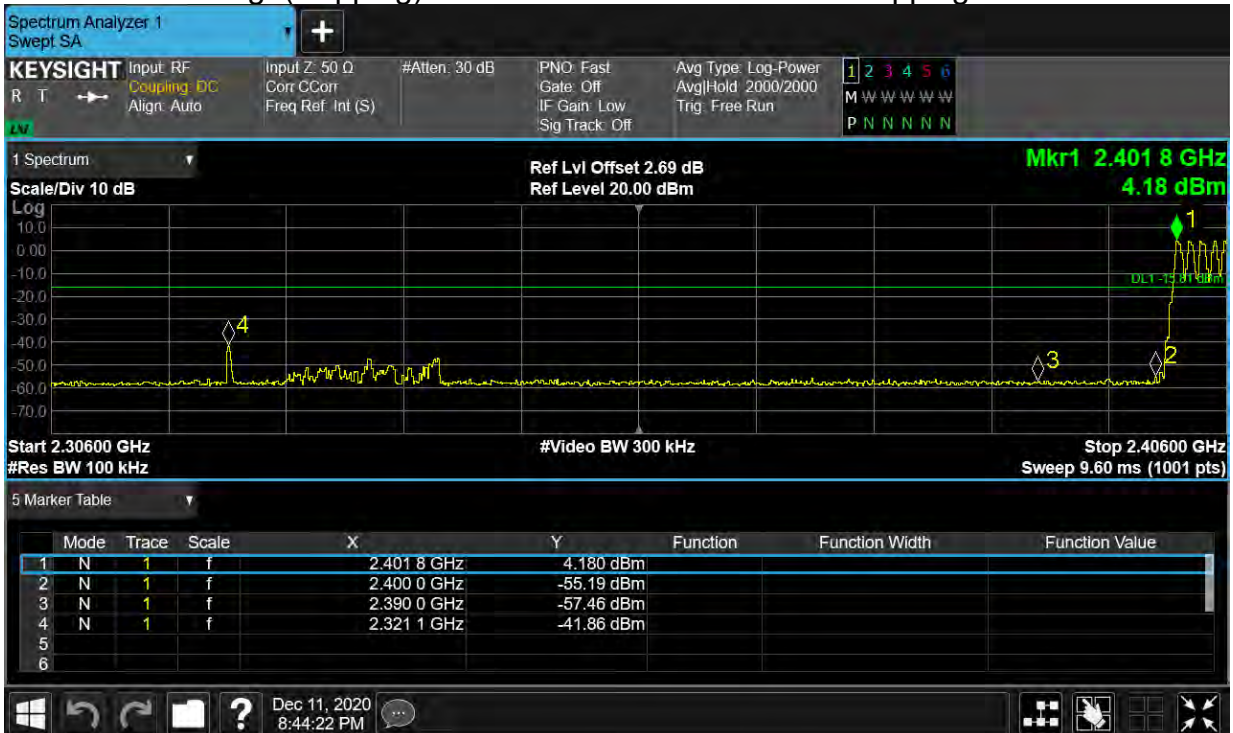 Spectrum Analyzer 1
Swept SA
+
KEYSIGHT Input: RF Input Z: 50 Ω #Atten: 30 dB PNO: Fast Avg Type: Log-Power 1 2 3 4 5 6
R T Coupling: DC Corr CCorr Gate: Off Avg|Hold: 2000/2000 M W W W W W
Align: Auto Freq Ref: Int (S) IF Gain: Low Trig: Free Run P N N N N N
Sig Track: Off
1 Spectrum Ref Lvl Offset 2.69 dB Mkr1 2.401 8 GHz
Scale/Div 10 dB Ref Level 20.00 dBm 4.18 dBm
Log
10.0 1
0.00
-10.0 DL1 -15.81 dBm
-20.0
-30.0 4
-40.0 3 2
-50.0
-60.0
-70.0
Start 2.30600 GHz #Video BW 300 kHz Stop 2.40600 GHz
#Res BW 100 kHz Sweep 9.60 ms (1001 pts)
5 Marker Table
Mode Trace Scale X Y Function Function Width Function Value
1 N 1 f 2.401 8 GHz 4.180 dBm
2 N 1 f 2.400 0 GHz -55.19 dBm
3 N 1 f 2.390 0 GHz -57.46 dBm
4 N 1 f 2.321 1 GHz -41.86 dBm
5
6
? Dec 11, 2020
8:44:22 PM